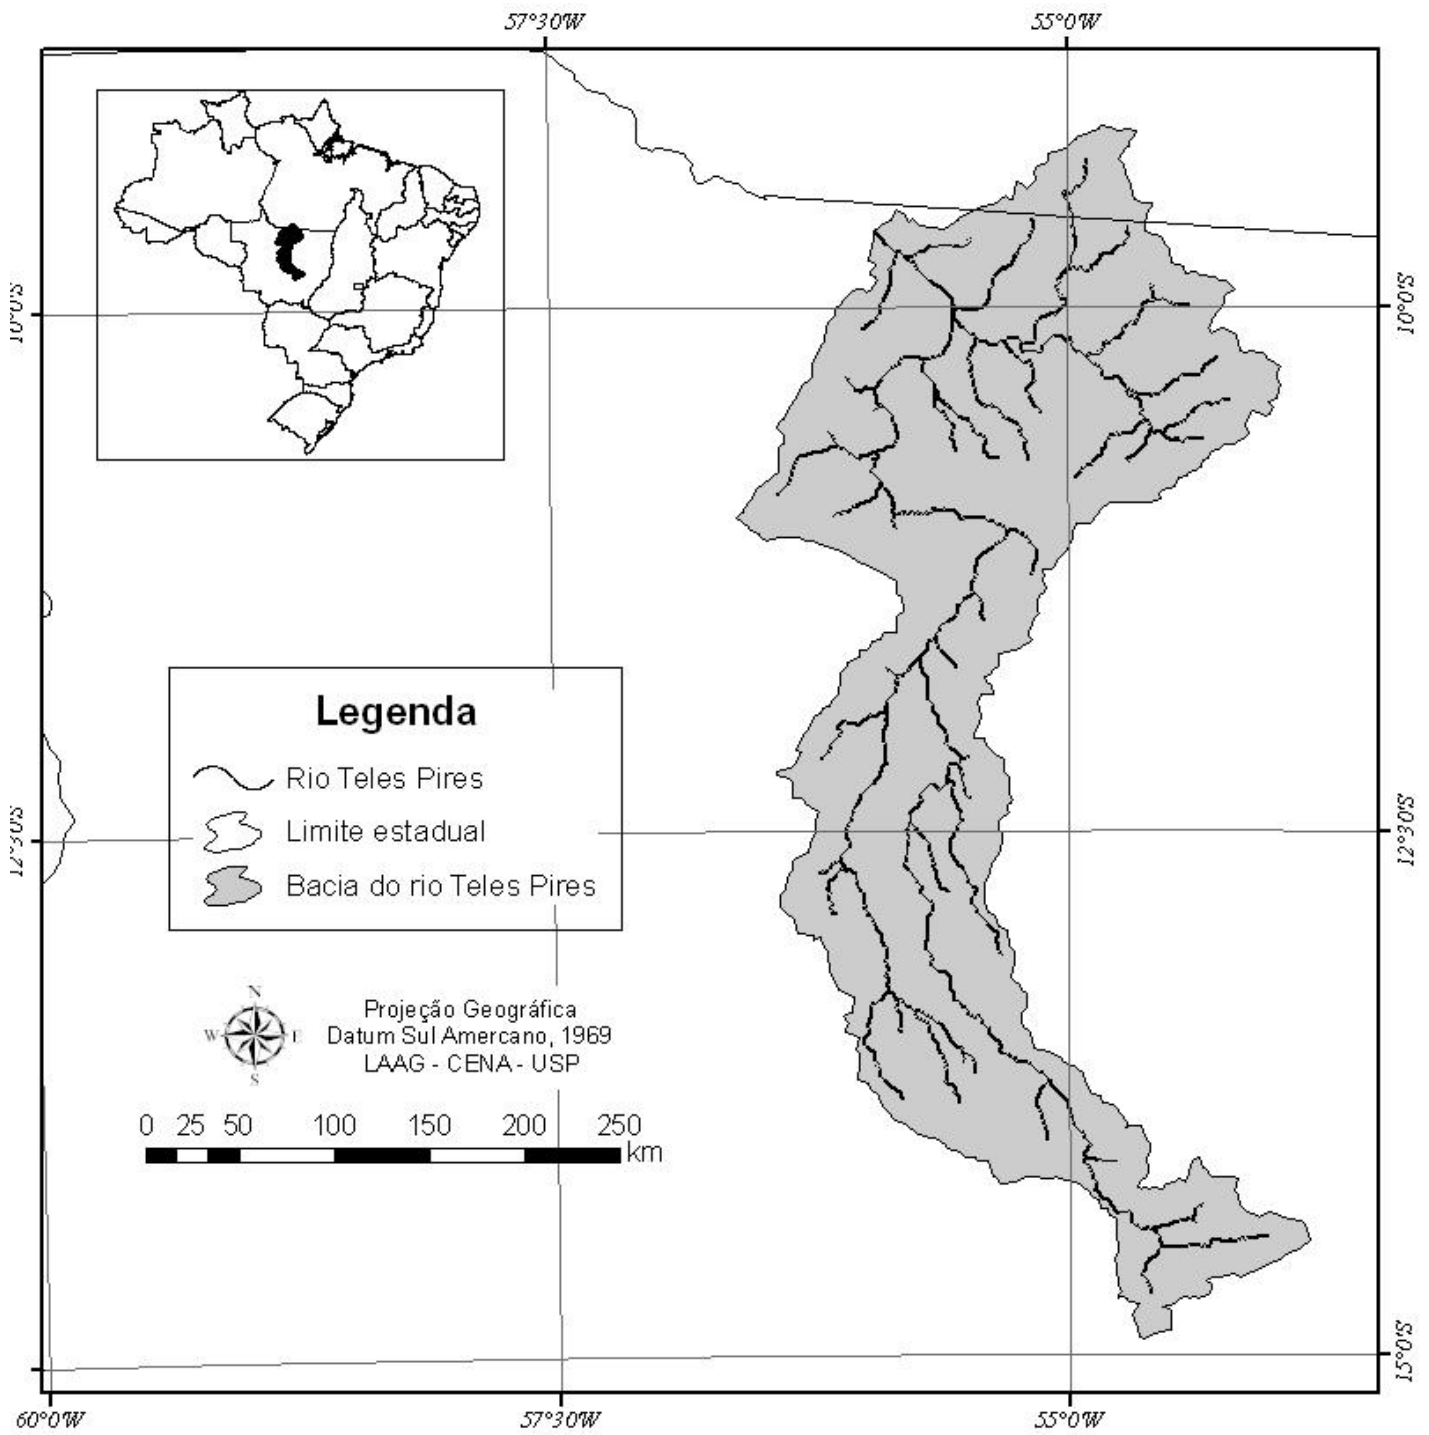 57°30'W 55°0'W
10°0'S 10°0'S
Legenda
Rio Teles Pires
Limite estadual
Bacia do rio Teles Pires
12°30'S 12°30'S
N
W E
S
Projeção Geográfica
Datum Sul Amercano, 1969
LAAG - CENA - USP
0 25 50 100 150 200 250
km
15°0'S
60°0'W 57°30'W 55°0'W